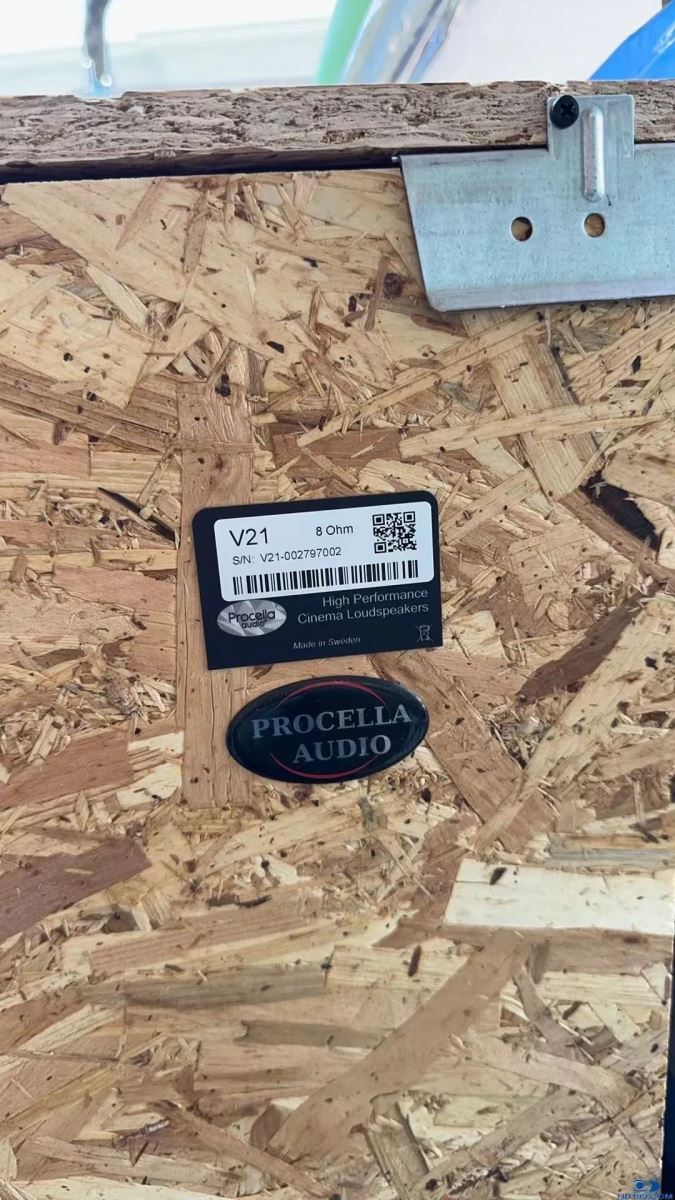 V21 8 Ohm
S/N: V21-002797002
High Performance
Cinema Loudspeakers
Procella
audio
Made in Sweden
PROCELLA
AUDIO